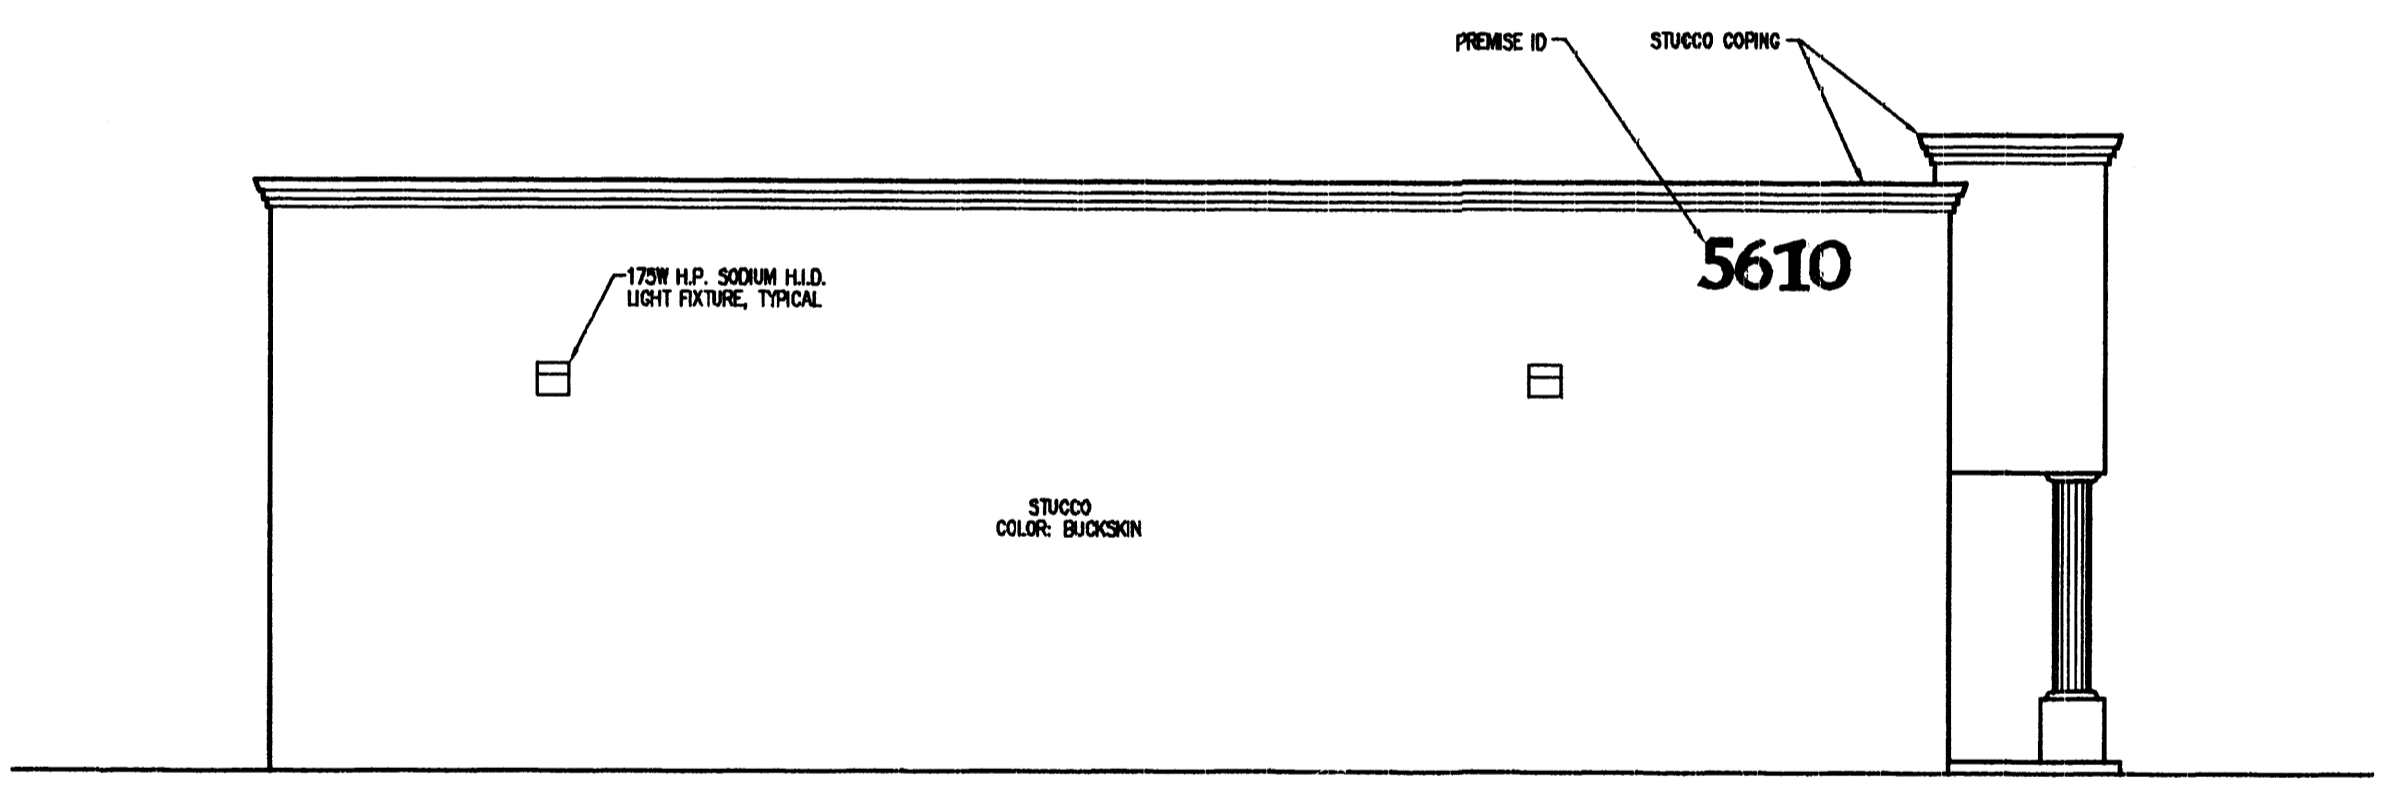 PREMISE ID
STUCCO COPING
5610
175W H.P. SODIUM H.I.D.
LIGHT FIXTURE, TYPICAL
STUCCO
COLOR: BUCKSKIN